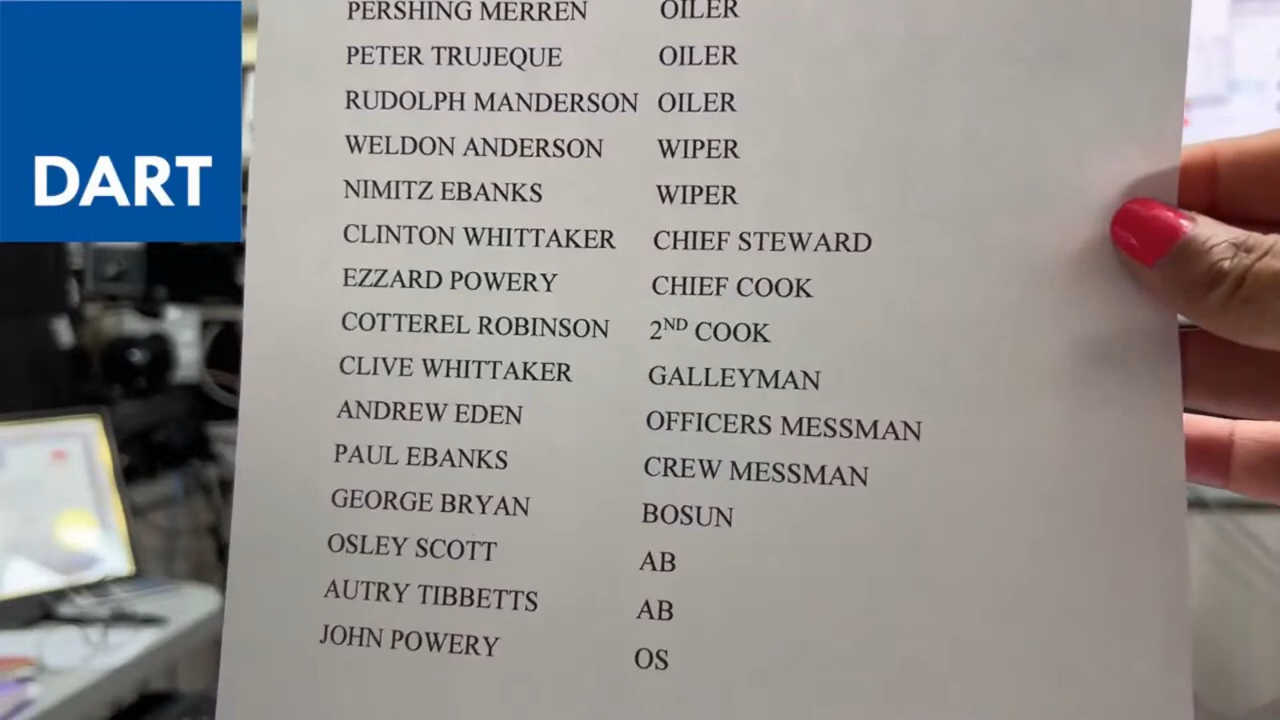 DART
PERSHING MERREN OILER
PETER TRUJEQUE OILER
RUDOLPH MANDERSON OILER
WELDON ANDERSON WIPER
NIMITZ EBANKS WIPER
CLINTON WHITTAKER CHIEF STEWARD
EZZARD POWERY CHIEF COOK
COTTEREL ROBINSON 2ND COOK
CLIVE WHITTAKER GALLEYMAN
ANDREW EDEN OFFICERS MESSMAN
PAUL EBANKS CREW MESSMAN
GEORGE BRYAN BOSUN
OSLEY SCOTT AB
AUTRY TIBBETTS AB
JOHN POWERY OS